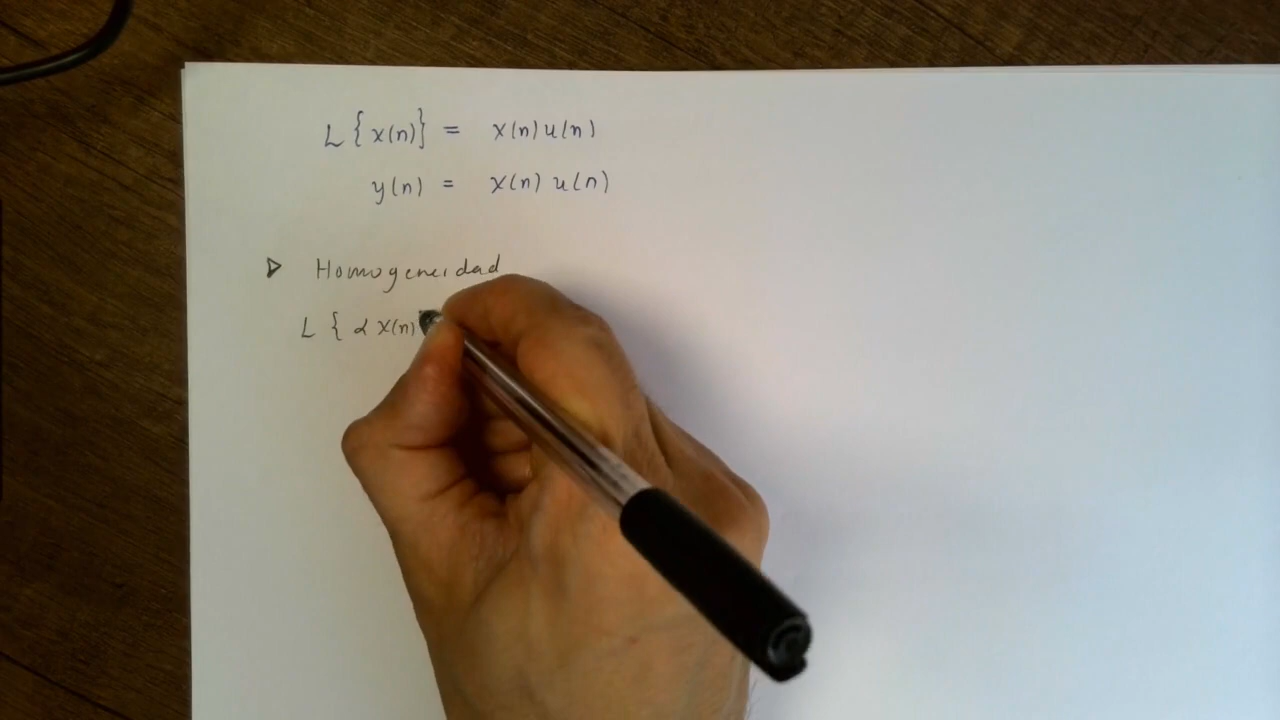 L{x(n)} = x(n)u(n)
y(n) = x(n) u(n)
▷ Homogeneidad
L { α x(n)